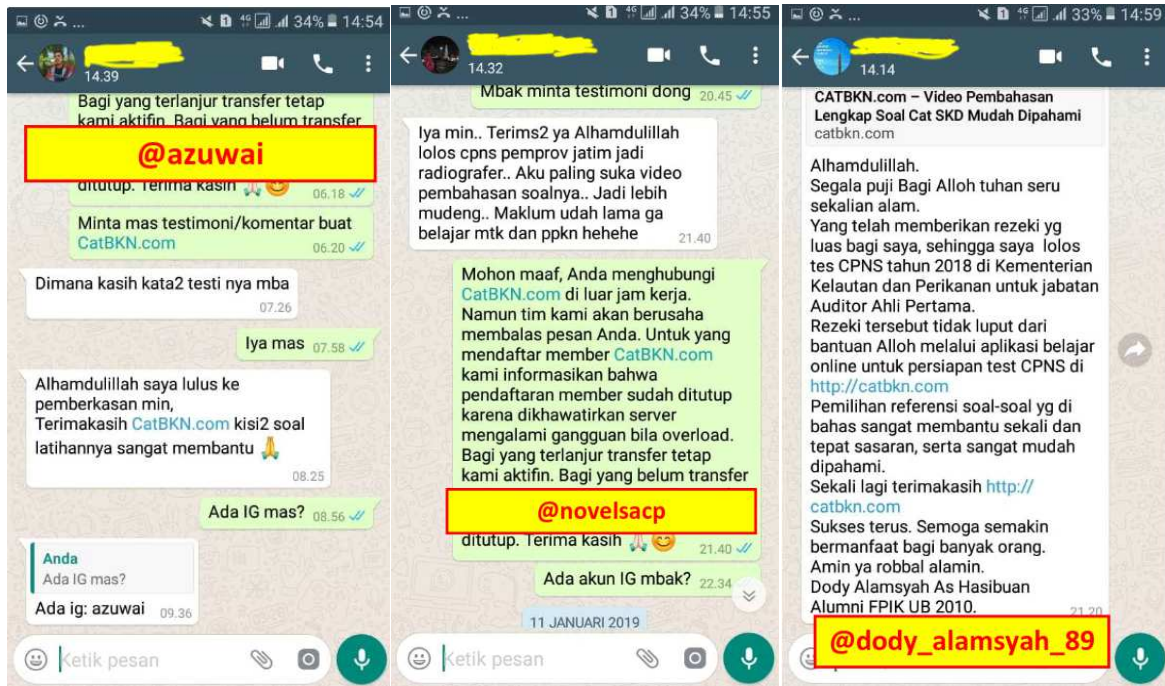 ... 4G 34% 14:54
14.39
Bagi yang terlanjur transfer tetap
kami aktifin. Bagi yang belum transfer
@azuwai
ditutup. Terima kasih 🙏😊 06.18
Minta mas testimoni/komentar buat
CatBKN.com 06.20
Dimana kasih kata2 testi nya mba
07.26
Iya mas 07.58
Alhamdulillah saya lulus ke
pemberkasan min,
Terimakasih CatBKN.com kisi2 soal
latihannya sangat membantu 🙏
08.25
Ada IG mas? 08.56
Anda
Ada IG mas?
Ada ig: azuwai 09.36
Ketik pesan
... 4G 34% 14:55
14.32
Mbak minta testimoni dong 20.45
Iya min.. Terims2 ya Alhamdulillah
lolos cpns pemprov jatim jadi
radiografer.. Aku paling suka video
pembahasan soalnya.. Jadi lebih
mudeng.. Maklum udah lama ga
belajar mtk dan ppkn hehehe 21.40
Mohon maaf, Anda menghubungi
CatBKN.com di luar jam kerja.
Namun tim kami akan berusaha
membalas pesan Anda. Untuk yang
mendaftar member CatBKN.com
kami informasikan bahwa
pendaftaran member sudah ditutup
karena dikhawatirkan server
mengalami gangguan bila overload.
Bagi yang terlanjur transfer tetap
kami aktifin. Bagi yang belum transfer
@novelsacp
ditutup. Terima kasih 🙏😊 21.40
Ada akun IG mbak? 22.34
11 JANUARI 2019
Ketik pesan
... 4G 33% 14:59
14.14
CATBKN.com – Video Pembahasan
Lengkap Soal Cat SKD Mudah Dipahami
catbkn.com
Alhamdulillah.
Segala puji Bagi Alloh tuhan seru
sekalian alam.
Yang telah memberikan rezeki yg
luas bagi saya, sehingga saya lolos
tes CPNS tahun 2018 di Kementerian
Kelautan dan Perikanan untuk jabatan
Auditor Ahli Pertama.
Rezeki tersebut tidak luput dari
bantuan Alloh melalui aplikasi belajar
online untuk persiapan test CPNS di
http://catbkn.com
Pemilihan referensi soal-soal yg di
bahas sangat membantu sekali dan
tepat sasaran, serta sangat mudah
dipahami.
Sekali lagi terimakasih http://
catbkn.com
Sukses terus. Semoga semakin
bermanfaat bagi banyak orang.
Amin ya robbal alamin.
Dody Alamsyah As Hasibuan
Alumni FPIK UB 2010. 21.20
@dody_alamsyah_89